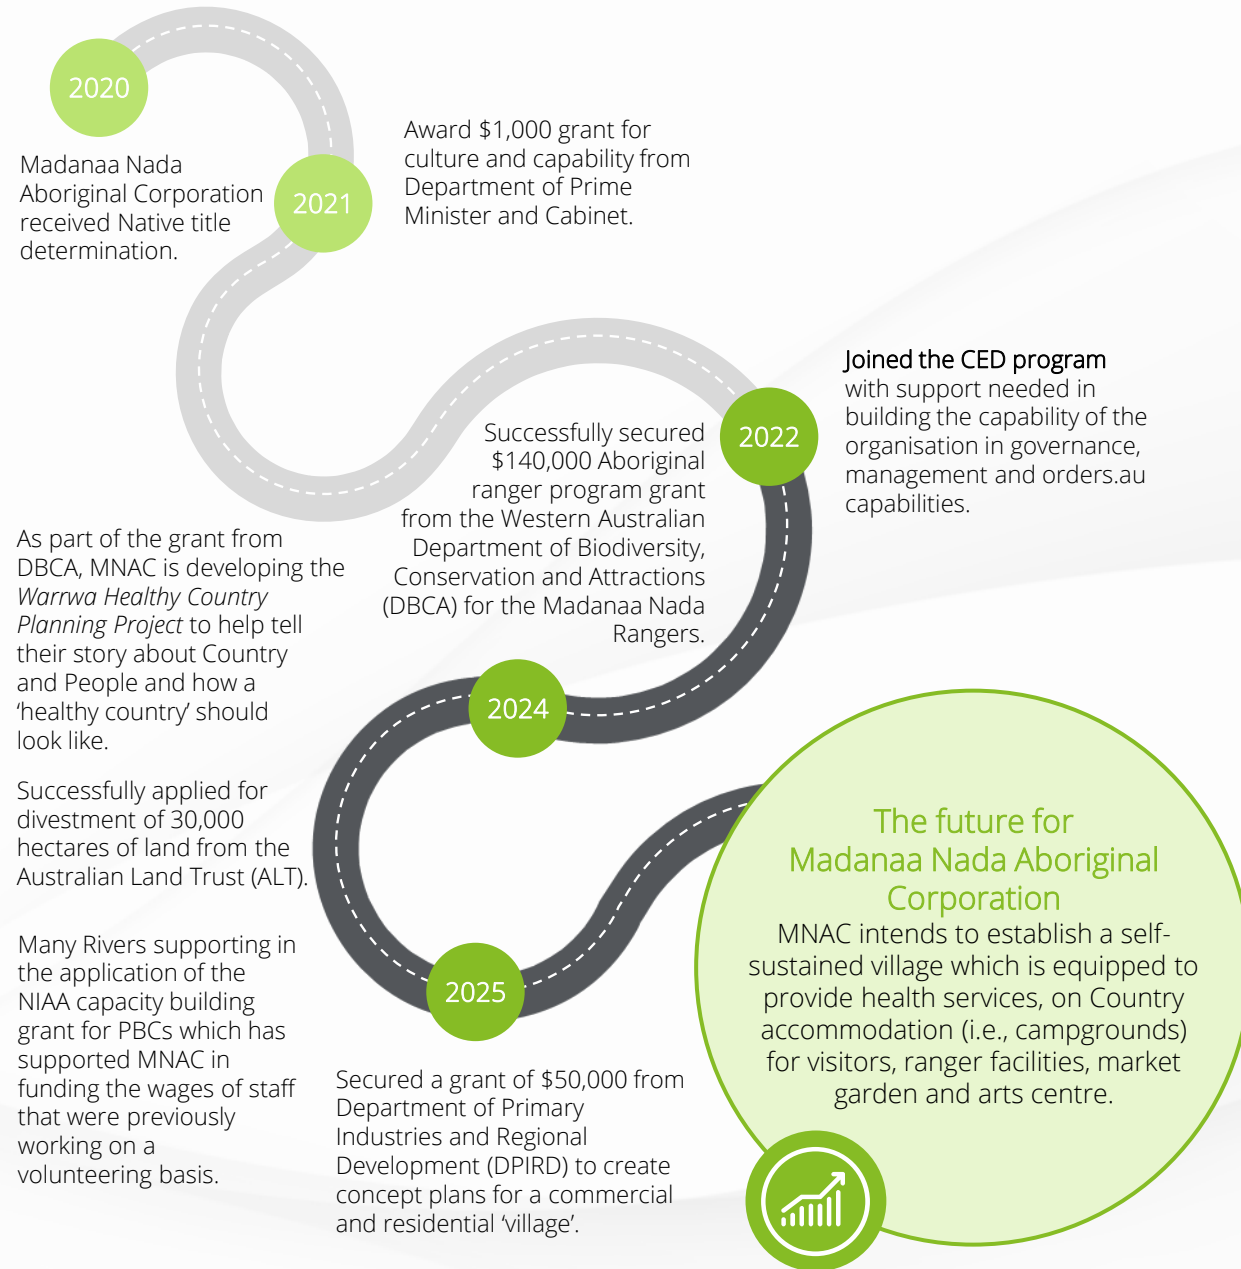 2020
Madanaa Nada
Aboriginal Corporation
received Native title
determination.
2021
Award $1,000 grant for
culture and capability from
Department of Prime
Minister and Cabinet.
2022
Joined the CED program
with support needed in
building the capability of the
organisation in governance,
management and orders.au
capabilities.
Successfully secured
$140,000 Aboriginal
ranger program grant
from the Western Australian
Department of Biodiversity,
Conservation and Attractions
(DBCA) for the Madanaa Nada
Rangers.
2024
As part of the grant from
DBCA, MNAC is developing the
Warrwa Healthy Country
Planning Project to help tell
their story about Country
and People and how a
‘healthy country’ should
look like.
Successfully applied for
divestment of 30,000
hectares of land from the
Australian Land Trust (ALT).
Many Rivers supporting in
the application of the
NIAA capacity building
grant for PBCs which has
supported MNAC in
funding the wages of staff
that were previously
working on a
volunteering basis.
2025
Secured a grant of $50,000 from
Department of Primary
Industries and Regional
Development (DPIRD) to create
concept plans for a commercial
and residential ‘village’.
The future for
Madanaa Nada Aboriginal
Corporation
MNAC intends to establish a self-
sustained village which is equipped to
provide health services, on Country
accommodation (i.e., campgrounds)
for visitors, ranger facilities, market
garden and arts centre.